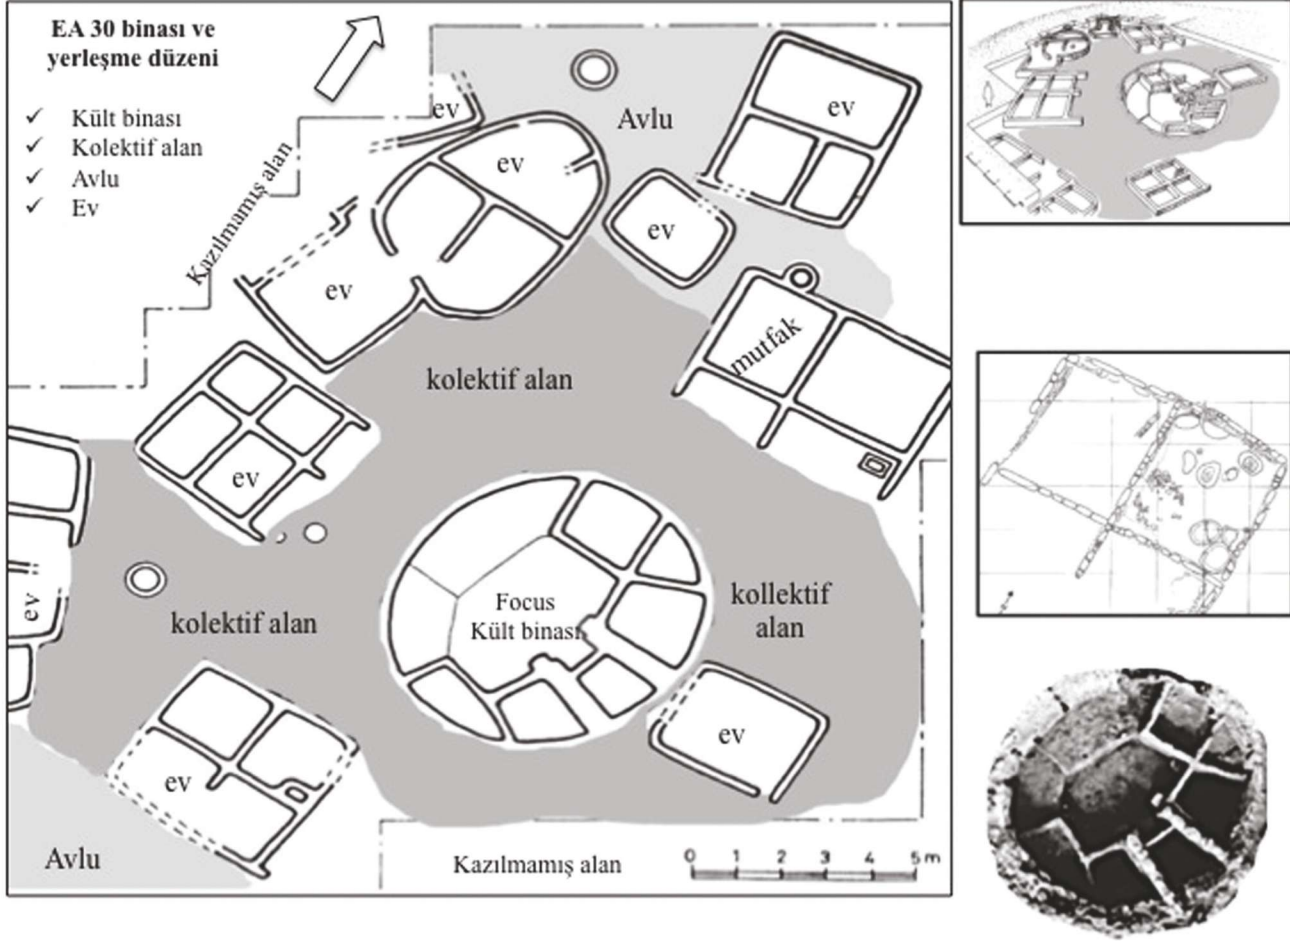 EA 30 binası ve
yerleşme düzeni
✓ Kült binası
✓ Kolektif alan
✓ Avlu
✓ Ev
Kazılmamış alan
ev
Avlu
ev
ev
ev
ev
mutfak
kolektif alan
ev
Focus
Kült binası
kollektif
alan
ev
kolektif alan
ev
ev
Avlu
Kazılmamış alan
0 1 2 3 4 5 m